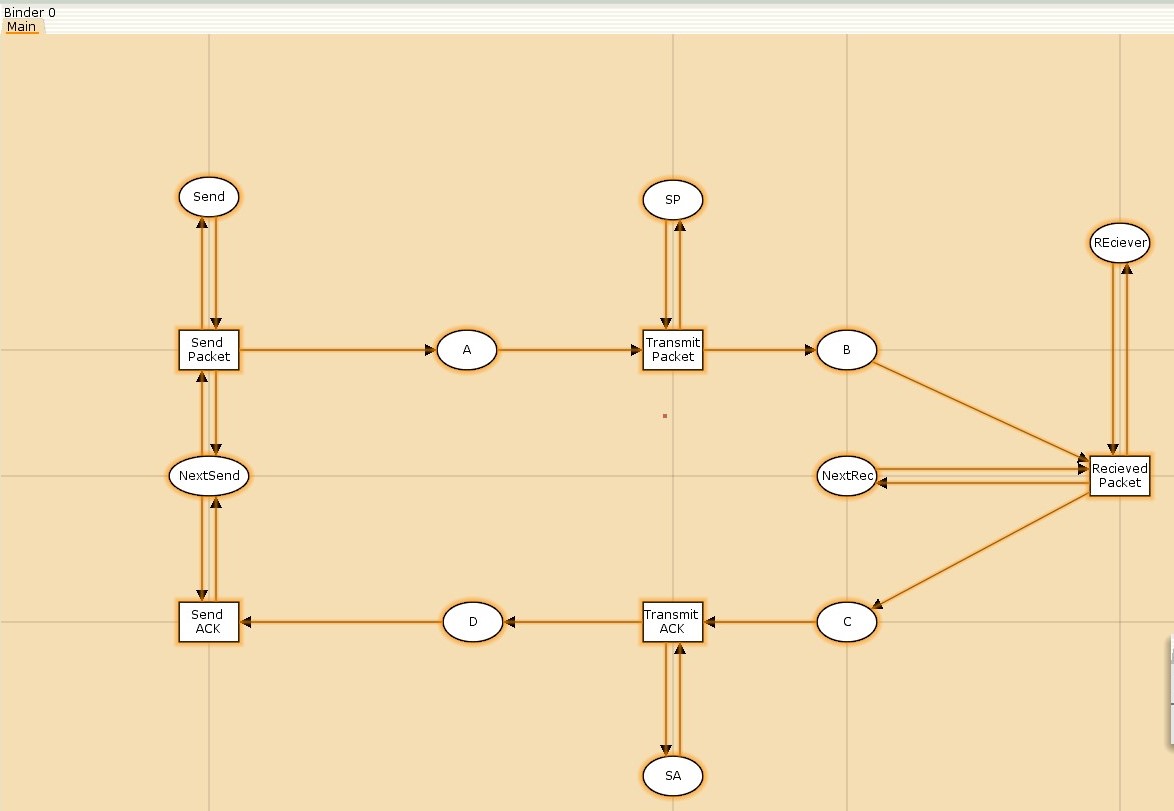 Binder 0
Main
Send
SP
REciever
Send
Packet
A
Transmit
Packet
B
NextSend
NextRec
Recieved
Packet
Send
ACK
D
Transmit
ACK
C
SA